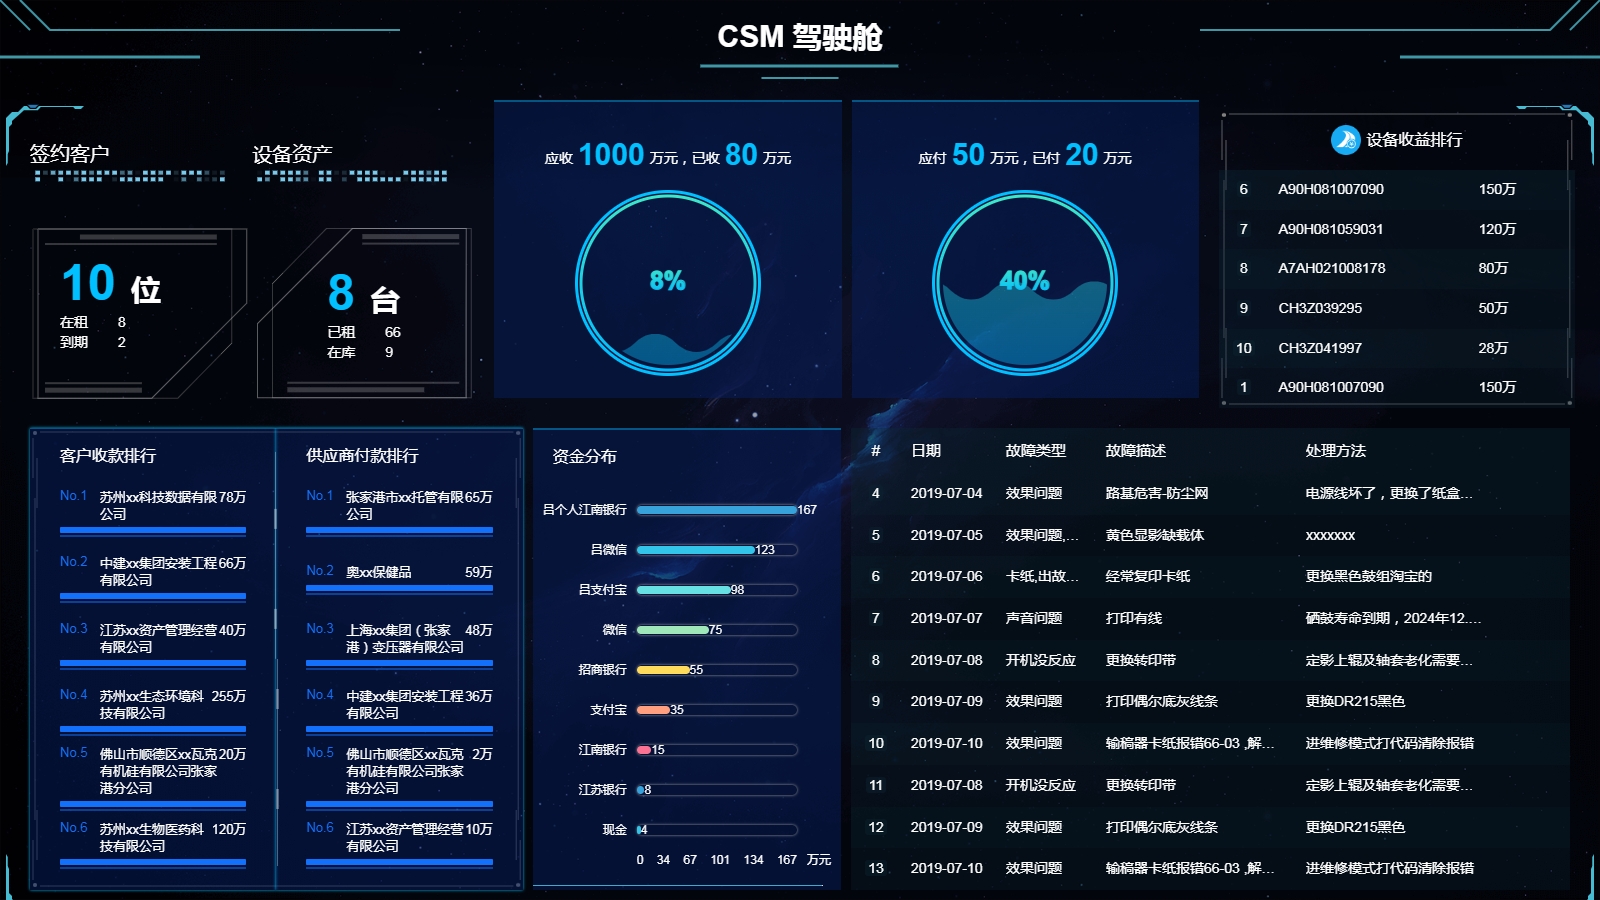 CSM 驾驶舱
签约客户
设备资产
10 位
在租 8
到期 2
8 台
已租 66
在库 9
应收 1000 万元，已收 80 万元
8%
应付 50 万元，已付 20 万元
40%
设备收益排行
6 A90H081007090 150万
7 A90H081059031 120万
8 A7AH021008178 80万
9 CH3Z039295 50万
10 CH3Z041997 28万
1 A90H081007090 150万
客户收款排行
No.1 苏州xx科技数据有限 78万
公司
No.2 中建xx集团安装工程 66万
有限公司
No.3 江苏xx资产管理经营 40万
有限公司
No.4 苏州xx生态环境科 255万
技有限公司
No.5 佛山市顺德区xx瓦克 20万
有机硅有限公司张家
港分公司
No.6 苏州xx生物医药科 120万
技有限公司
供应商付款排行
No.1 张家港市xx托管有限 65万
公司
No.2 奥xx保健品 59万
No.3 上海xx集团（张家 48万
港）变压器有限公司
No.4 中建xx集团安装工程 36万
有限公司
No.5 佛山市顺德区xx瓦克 2万
有机硅有限公司张家
港分公司
No.6 江苏xx资产管理经营 10万
有限公司
资金分布
吕个人江南银行 167
吕微信 123
吕支付宝 98
微信 75
招商银行 55
支付宝 35
江南银行 15
江苏银行 8
现金 4
0 34 67 101 134 167 万元
# 日期 故障类型 故障描述 处理方法
4 2019-07-04 效果问题 路基危害-防尘网 电源线坏了，更换了纸盒...
5 2019-07-05 效果问题,... 黄色显影缺载体 xxxxxxx
6 2019-07-06 卡纸,出故... 经常复印卡纸 更换黑色鼓组淘宝的
7 2019-07-07 声音问题 打印有线 硒鼓寿命到期，2024年12....
8 2019-07-08 开机没反应 更换转印带 定影上辊及轴套老化需要...
9 2019-07-09 效果问题 打印偶尔底灰线条 更换DR215黑色
10 2019-07-10 效果问题 输稿器卡纸报错66-03 ,解... 进维修模式打代码清除报错
11 2019-07-08 开机没反应 更换转印带 定影上辊及轴套老化需要...
12 2019-07-09 效果问题 打印偶尔底灰线条 更换DR215黑色
13 2019-07-10 效果问题 输稿器卡纸报错66-03 ,解... 进维修模式打代码清除报错